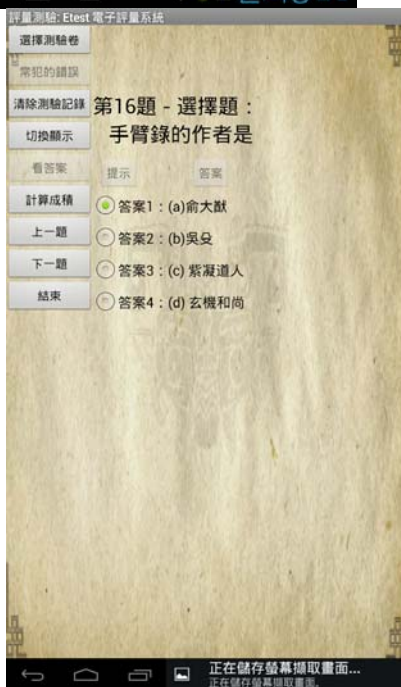 評量測驗: Etest 電子評量系統
選擇測驗卷
常犯的錯誤
清除測驗記錄
切換顯示
看答案
計算成積
上一題
下一題
結束
第16題 - 選擇題：
手臂錄的作者是
提示
答案
答案1：(a)俞大猷
答案2：(b)吳殳
答案3：(c) 紫凝道人
答案4：(d) 玄機和尚
正在儲存螢幕擷取畫面...
正在儲存螢幕擷取畫面。